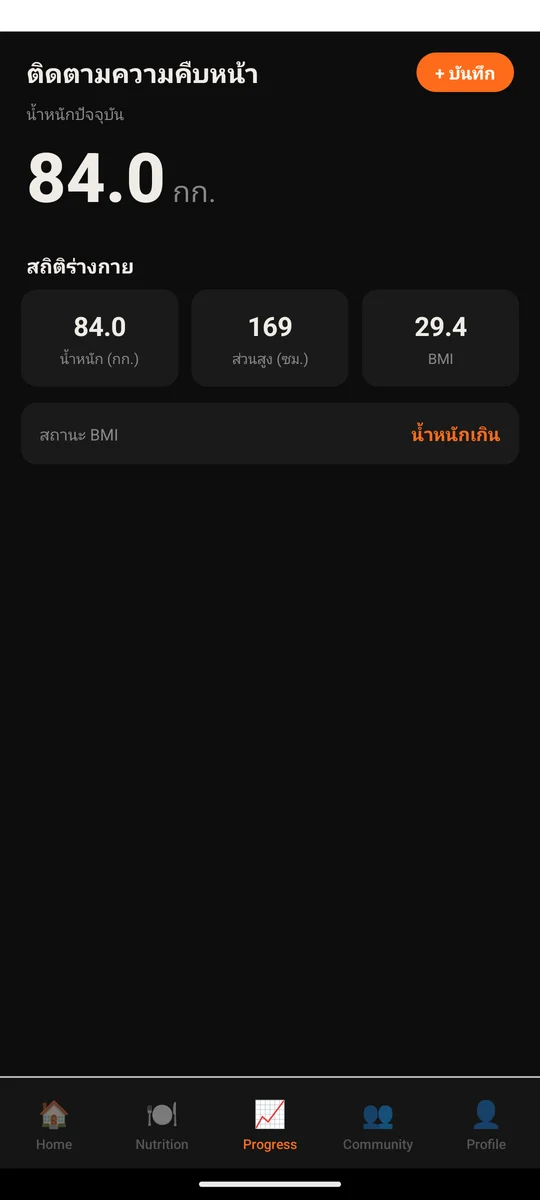 ติดตามความคืบหน้า
+ บันทึก
น้ำหนักปัจจุบัน
84.0 กก.
สถิติร่างกาย
84.0
น้ำหนัก (กก.)
169
ส่วนสูง (ซม.)
29.4
BMI
สถานะ BMI
น้ำหนักเกิน
Home
Nutrition
Progress
Community
Profile